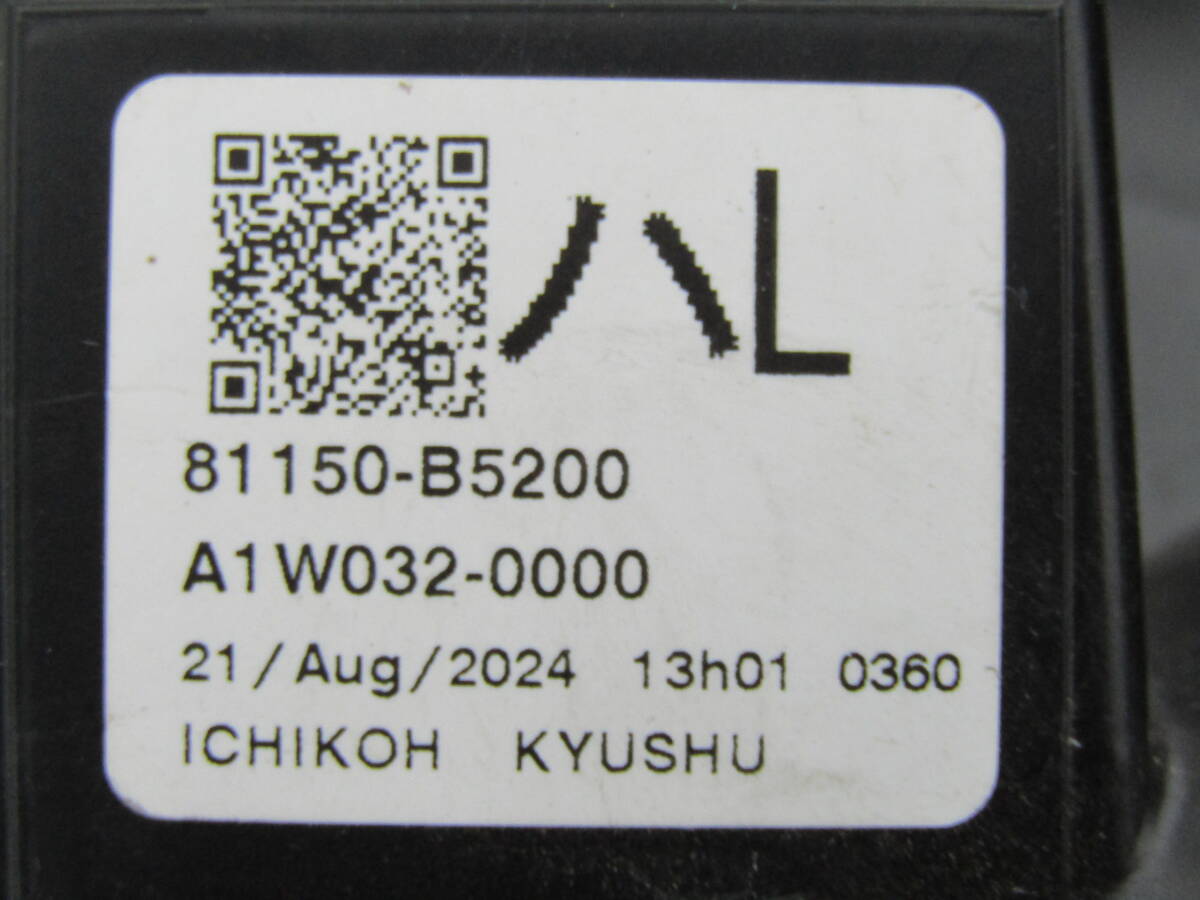 ハL
81150-B5200
A1W032-0000
21/Aug/2024 13h01 0360
ICHIKOH KYUSHU